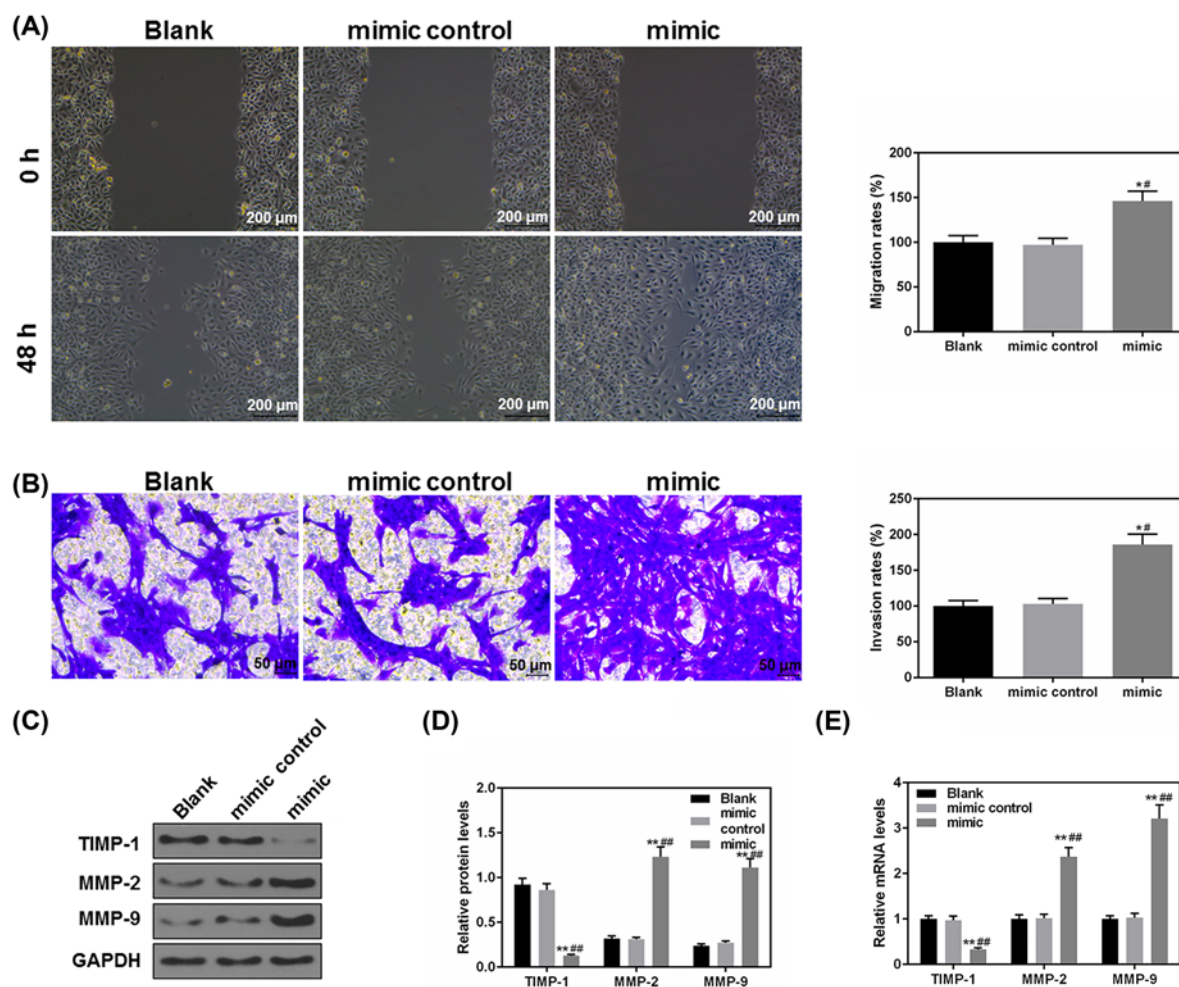 (A)
Blank mimic control mimic
0 h
200 µm 200 µm 200 µm
48 h
200 µm 200 µm 200 µm
Migration rates (%)
200
150
100
50
0
Blank mimic control mimic
*#
(B)
Blank mimic control mimic
50 µm 50 µm 50 µm
Invasion rates (%)
250
200
150
100
50
0
Blank mimic control mimic
*#
(C)
Blank mimic control mimic
TIMP-1
MMP-2
MMP-9
GAPDH
(D)
Relative protein levels
2.0
1.5
1.0
0.5
0.0
Blank
mimic
control
mimic
** ##
** ##
** ##
TIMP-1 MMP-2 MMP-9
(E)
Relative mRNA levels
4
3
2
1
0
Blank
mimic control
mimic
** ##
** ##
** ##
TIMP-1 MMP-2 MMP-9